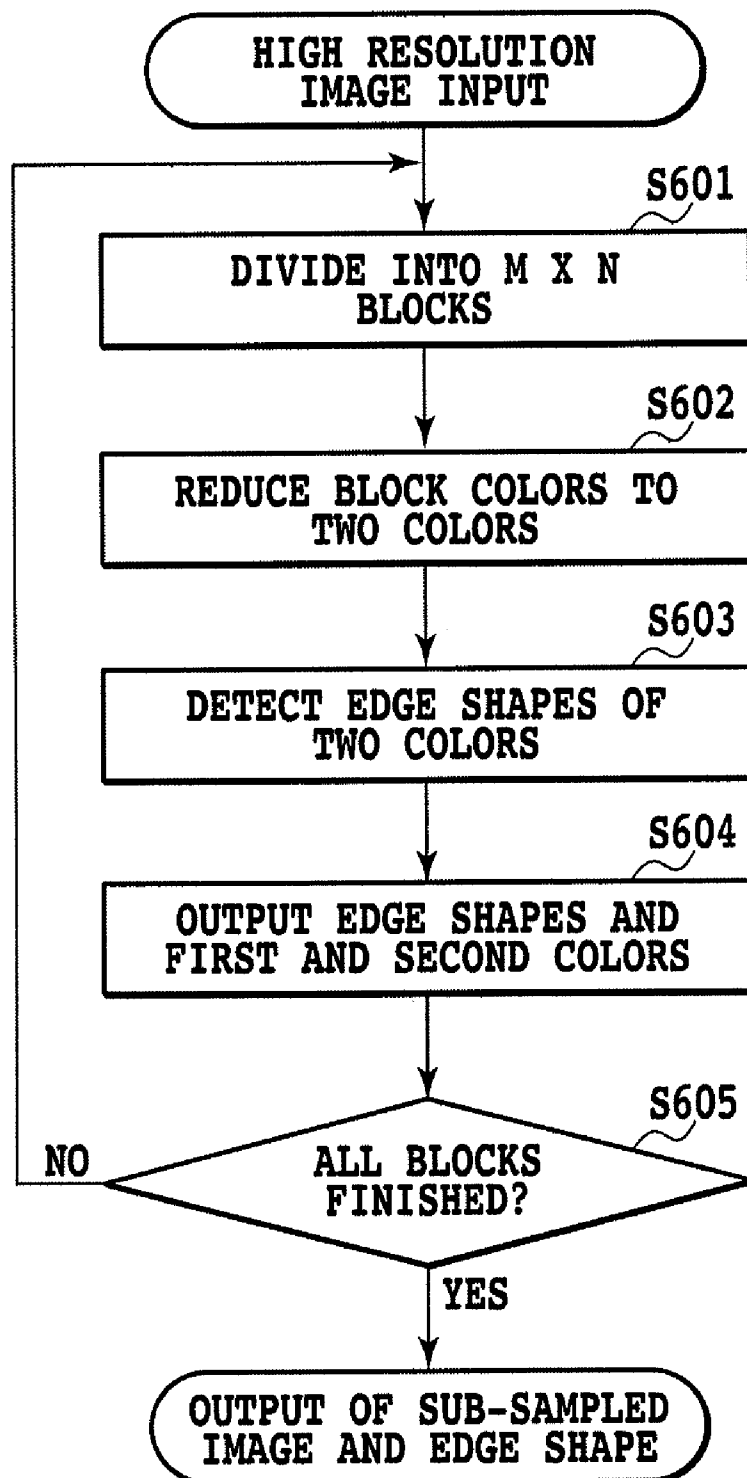 HIGH RESOLUTION
IMAGE INPUT
S601
DIVIDE INTO M X N
BLOCKS
S602
REDUCE BLOCK COLORS TO
TWO COLORS
S603
DETECT EDGE SHAPES OF
TWO COLORS
S604
OUTPUT EDGE SHAPES AND
FIRST AND SECOND COLORS
S605
NO
ALL BLOCKS
FINISHED?
YES
OUTPUT OF SUB-SAMPLED
IMAGE AND EDGE SHAPE